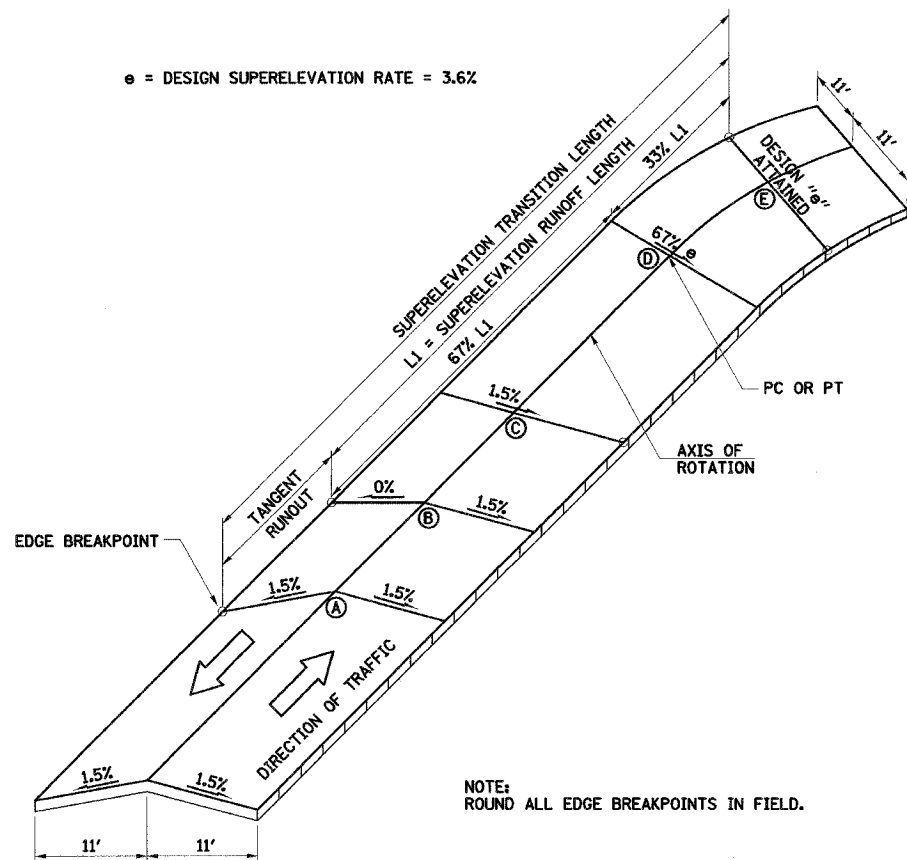 e = DESIGN SUPERELEVATION RATE = 3.6%
SUPERELEVATION TRANSITION LENGTH
L1 = SUPERELEVATION RUNOFF LENGTH
67% L1
33% L1
TANGENT
RUNOUT
11'
11'
DESIGN "e"
ATTAINED
E
67% e
D
PC OR PT
1.5%
C
AXIS OF
ROTATION
0%
B
1.5%
EDGE BREAKPOINT
1.5%
1.5%
A
DIRECTION OF TRAFFIC
1.5%
1.5%
11'
11'
NOTE:
ROUND ALL EDGE BREAKPOINTS IN FIELD.